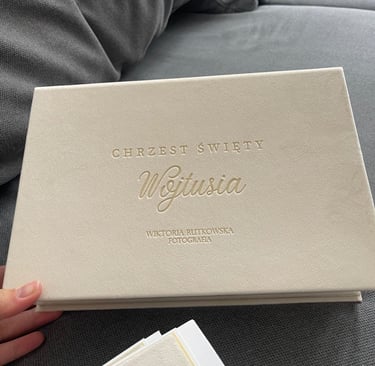 CHRZEST ŚWIĘTY
Wojtusia
WIKTORIA RUTKOWSKA
FOTOGRAFIA